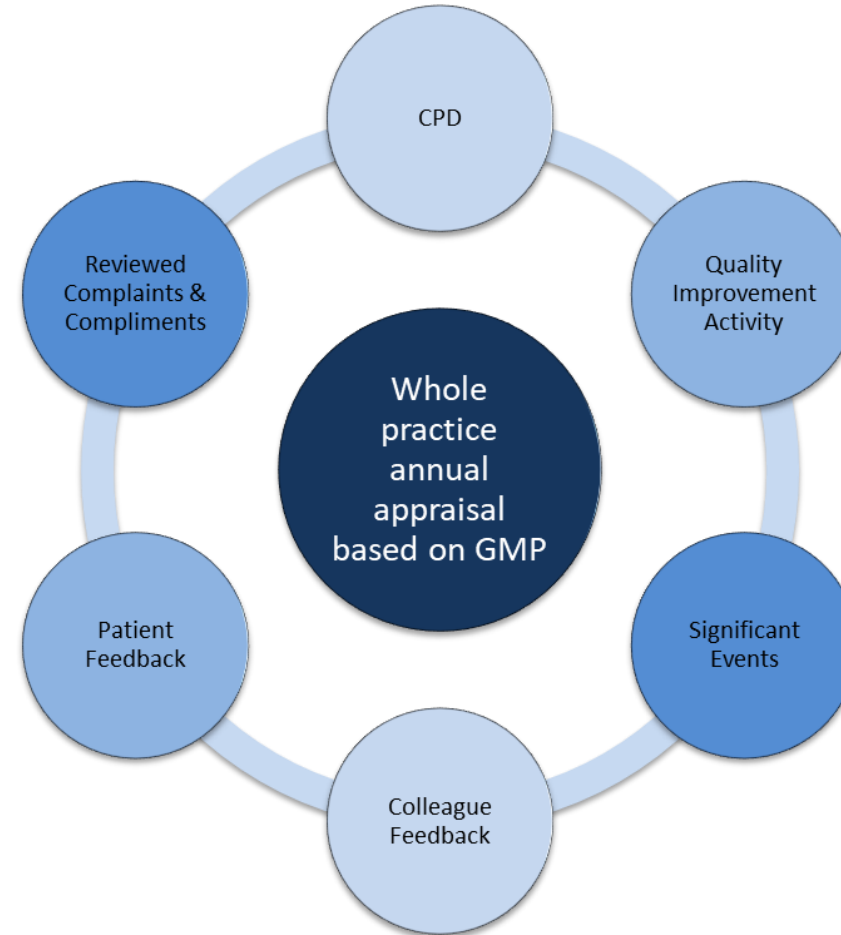 CPD
Quality
Improvement
Activity
Significant
Events
Colleague
Feedback
Patient
Feedback
Reviewed
Complaints &
Compliments
Whole
practice
annual
appraisal
based on GMP